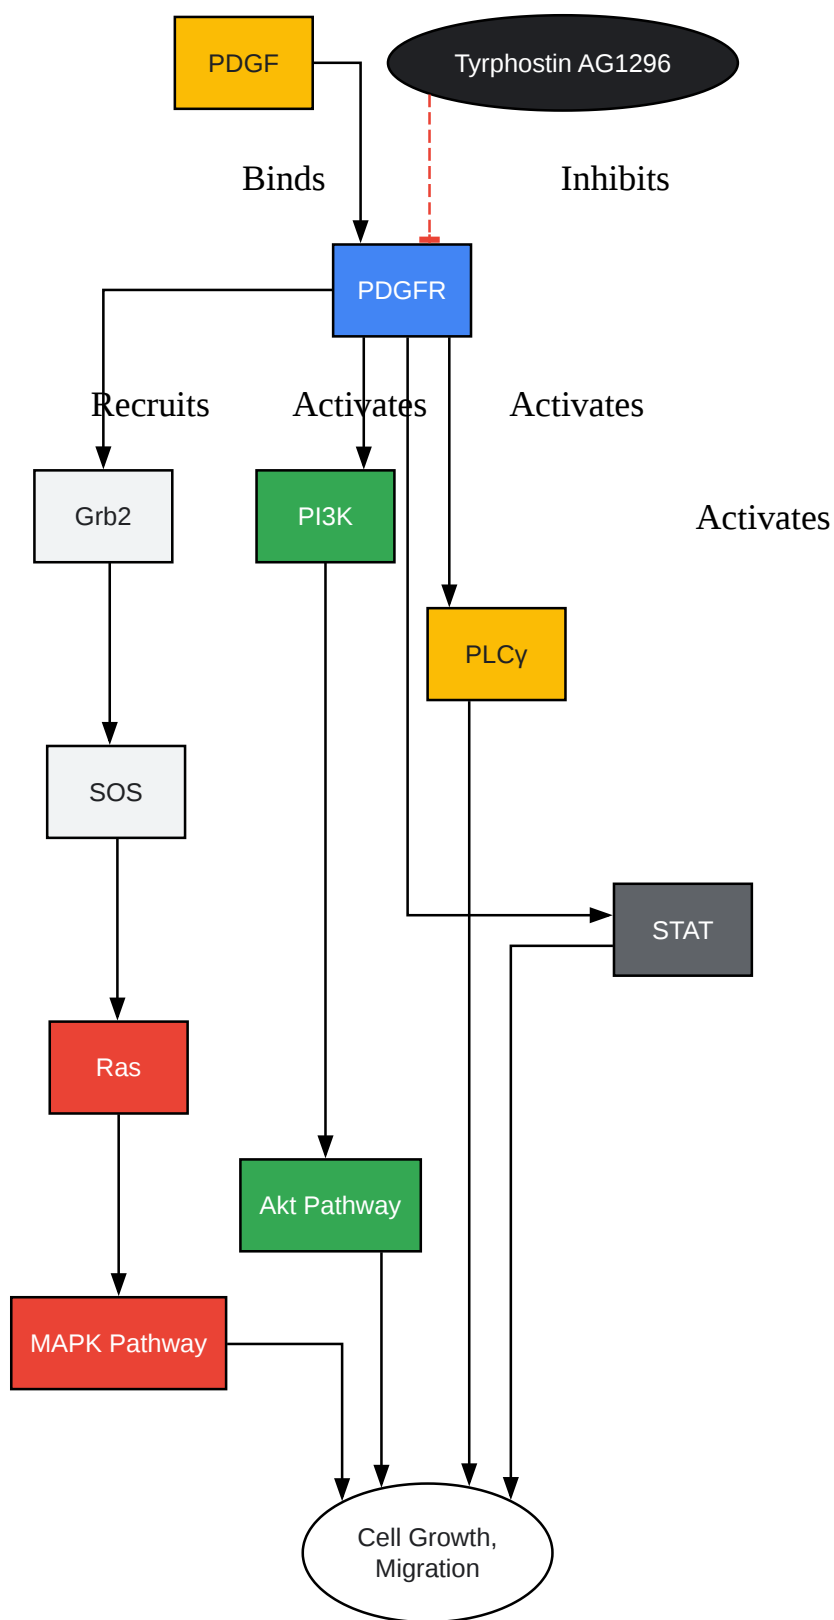 PDGF
Tyrphostin AG1296
Binds
Inhibits
PDGFR
Recruits
Activates
Activates
Grb2
PI3K
Activates
PLCγ
SOS
STAT
Ras
Akt Pathway
MAPK Pathway
Cell Growth,
Migration